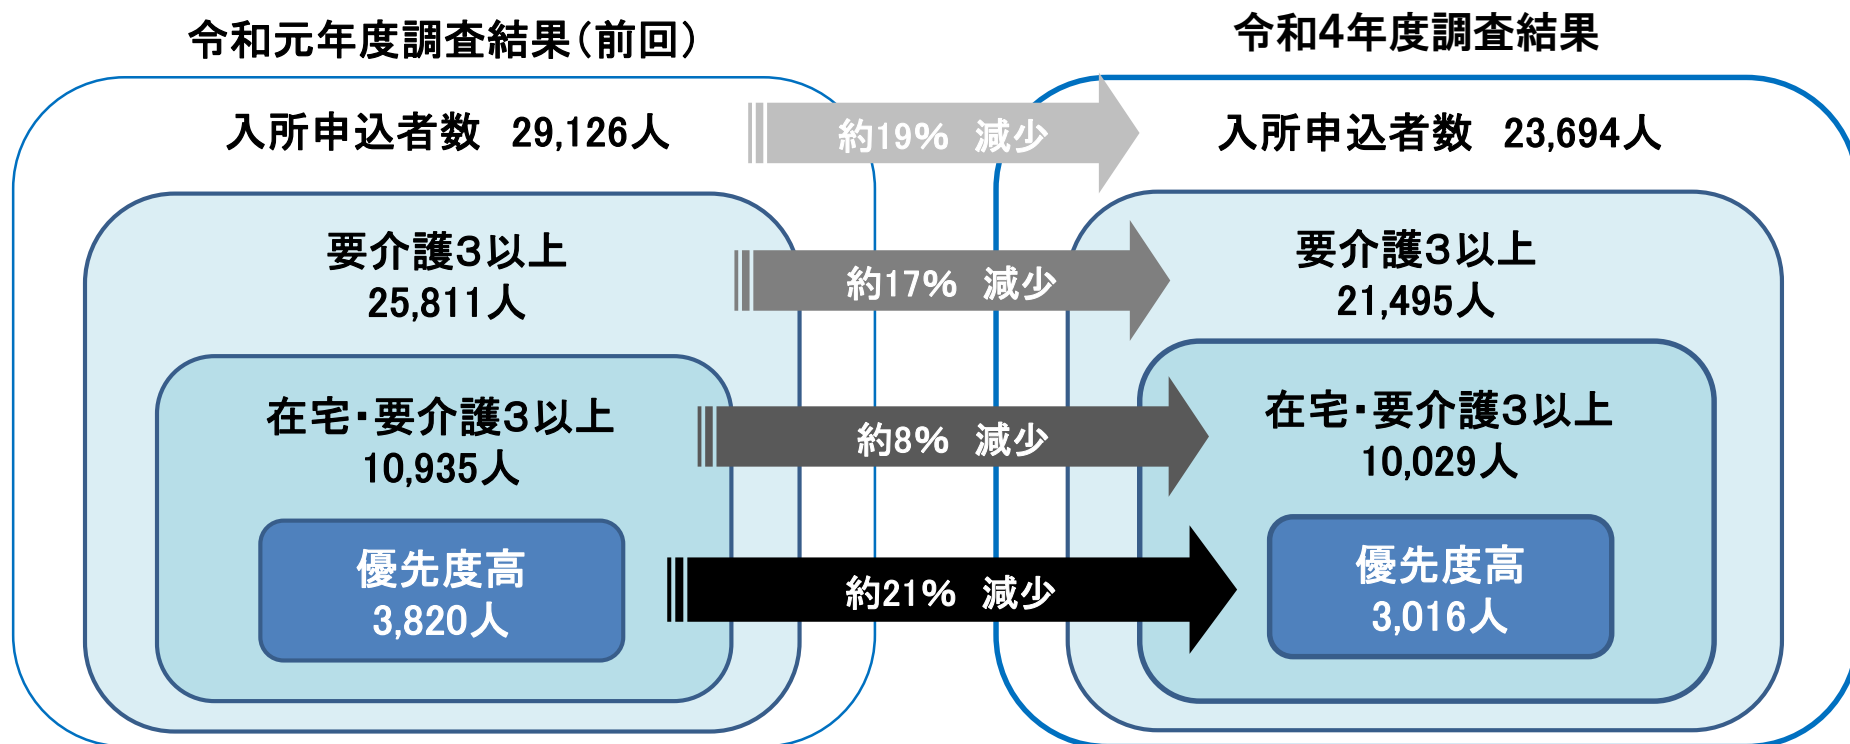 令和元年度調査結果(前回)
令和4年度調査結果
入所申込者数 29,126人
約19% 減少
入所申込者数 23,694人
要介護3以上
25,811人
約17% 減少
要介護3以上
21,495人
在宅・要介護3以上
10,935人
約8% 減少
在宅・要介護3以上
10,029人
優先度高
3,820人
約21% 減少
優先度高
3,016人